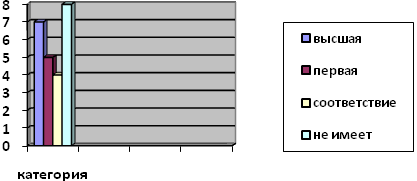 8
7
6
5
4
3
2
1
0
категория
высшая
первая
соответствие
не имеет